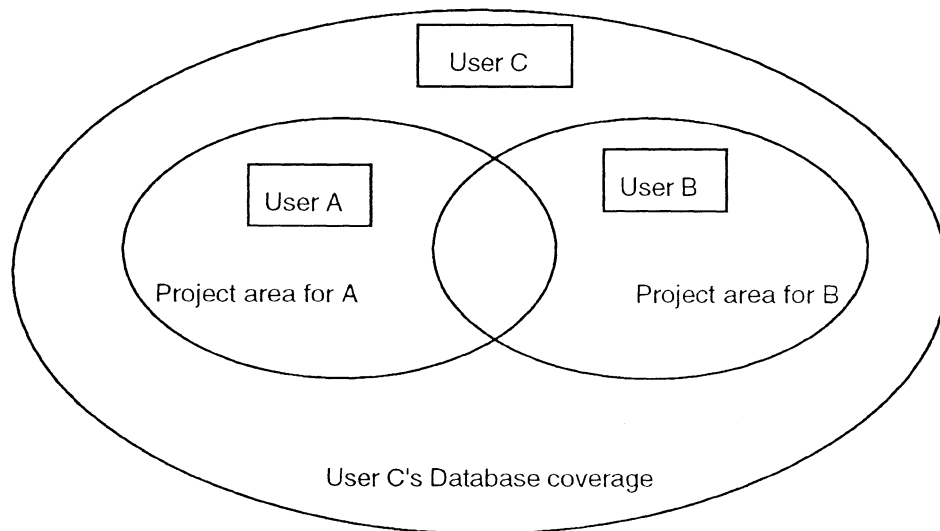 User C
User A
User B
Project area for A
Project area for B
User C's Database coverage